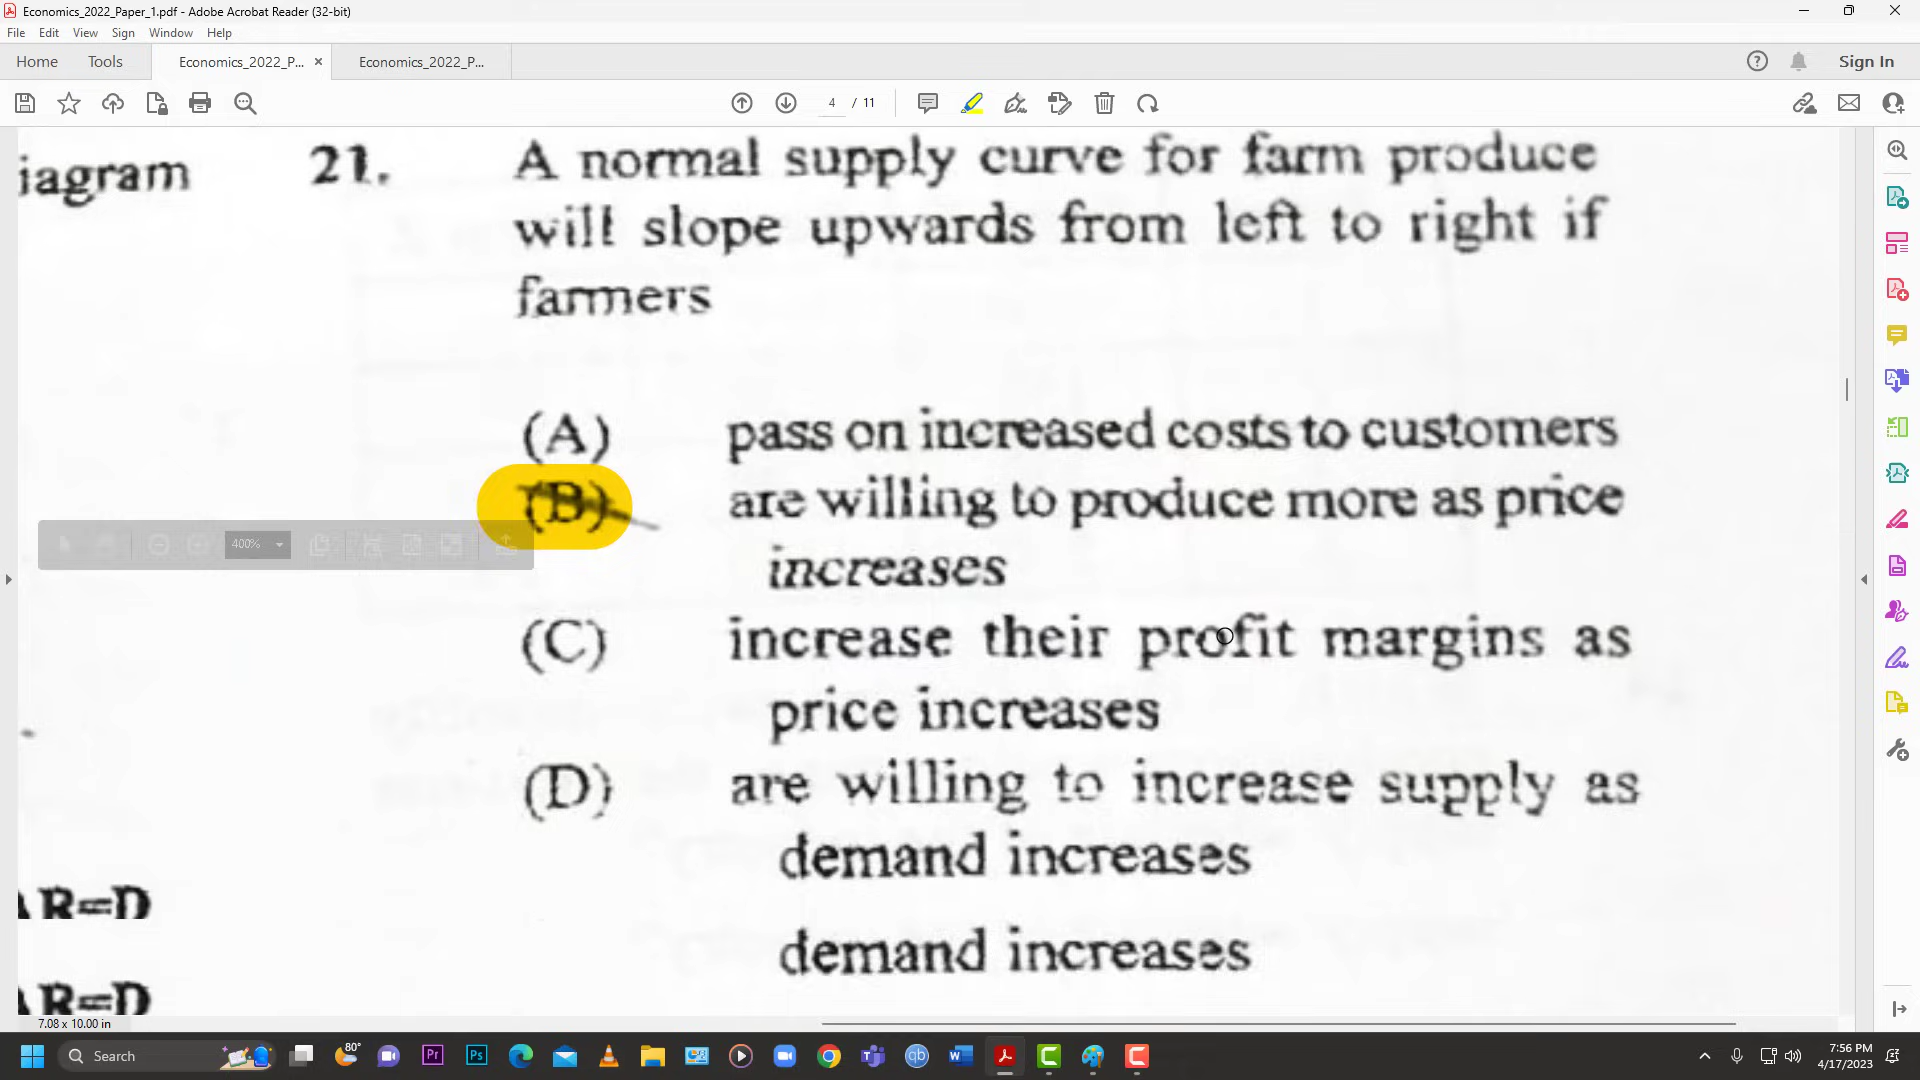 Economics_2022_Paper_1.pdf - Adobe Acrobat Reader (32-bit)
File Edit View Sign Window Help
Home Tools Economics_2022_P... × Economics_2022_P... Sign In
4 / 11
iagram 21. A normal supply curve for farm produce
will slope upwards from left to right if
farmers
(A) pass on increased costs to customers
(B) are willing to produce more as price
400%
increases
(C) increase their profit margins as
price increases
(D) are willing to increase supply as
demand increases
R=D
demand increases
R=D
7.08 x 10.00 in
Search 80° 7:56 PM
4/17/2023